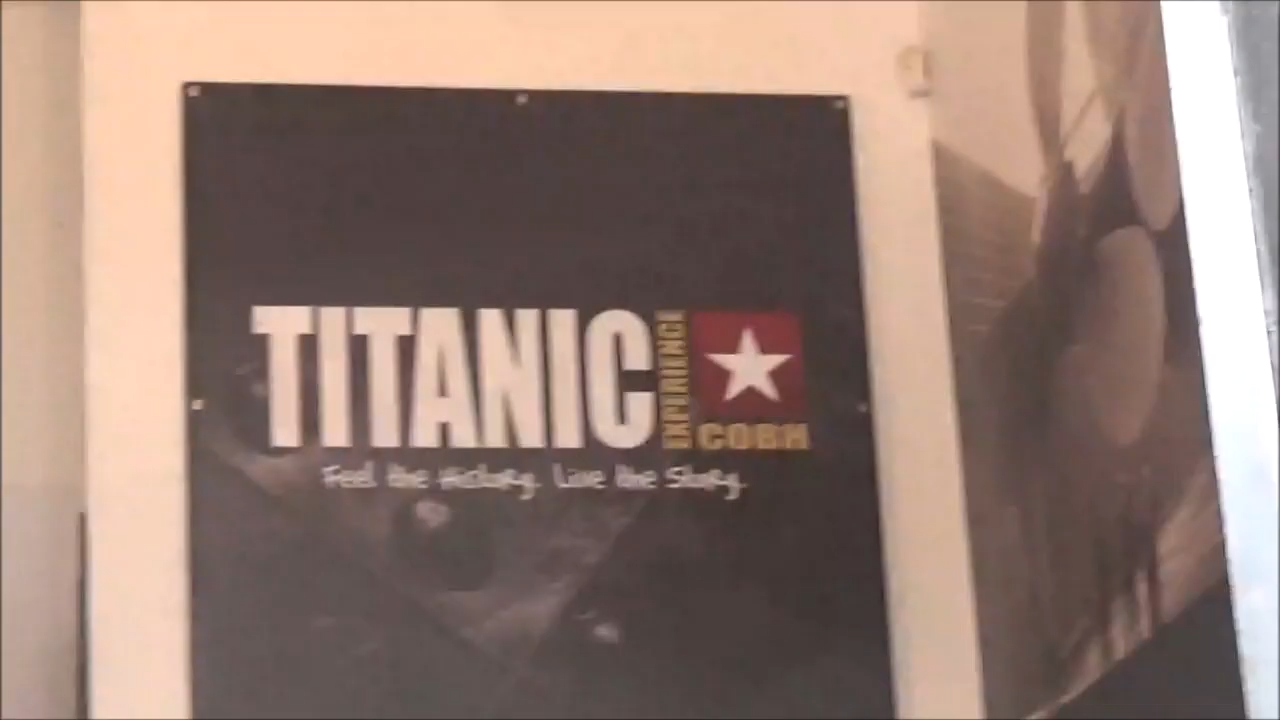 TITANIC
EXPERIENCE
COBH
Feel the History. Live the Story.